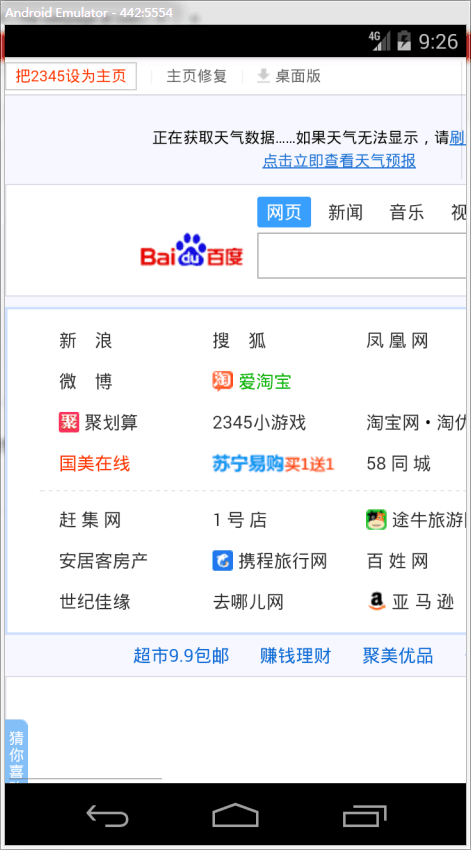 Android Emulator - 442:5554
4G 9:26
把2345设为主页 主页修复 桌面版
正在获取天气数据……如果天气无法显示，请刷
点击立即查看天气预报
网页 新闻 音乐 视
Bai du 百度
新 浪 搜 狐 凤 凰 网
微 博 淘 爱淘宝
聚 聚划算 2345小游戏 淘宝网·淘优
国美在线 苏宁易购买1送1 58 同 城
赶 集 网 1 号 店 途牛旅游网
安居客房产 携程旅行网 百 姓 网
世纪佳缘 去哪儿网 a 亚 马 逊
超市9.9包邮 赚钱理财 聚美优品
猜
你
喜